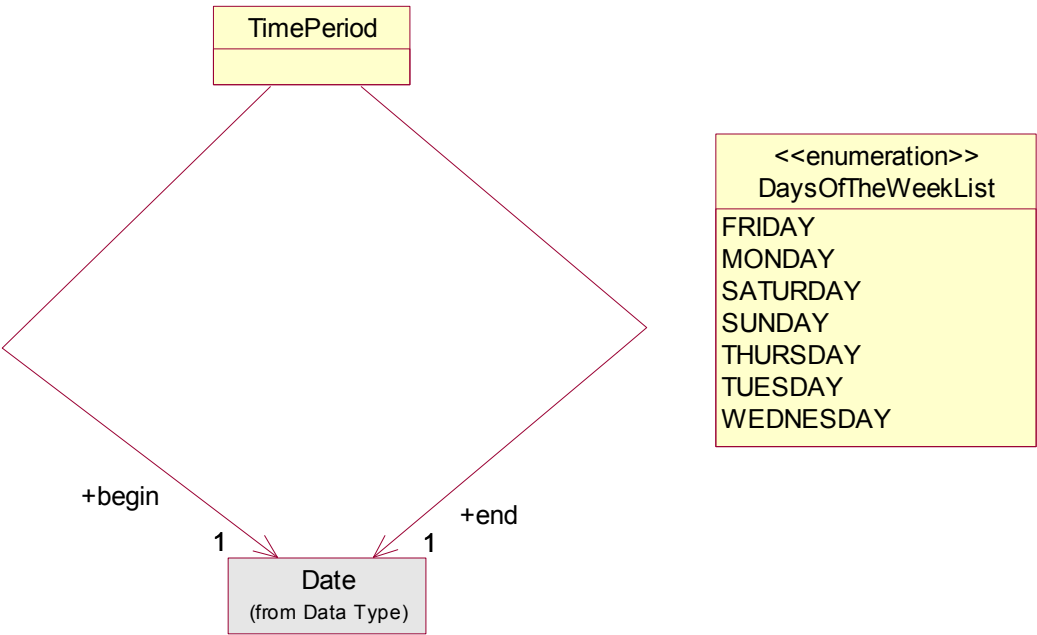 TimePeriod
<<enumeration>>
DaysOfTheWeekList
FRIDAY
MONDAY
SATURDAY
SUNDAY
THURSDAY
TUESDAY
WEDNESDAY
+begin
+end
1
1
Date
(from Data Type)